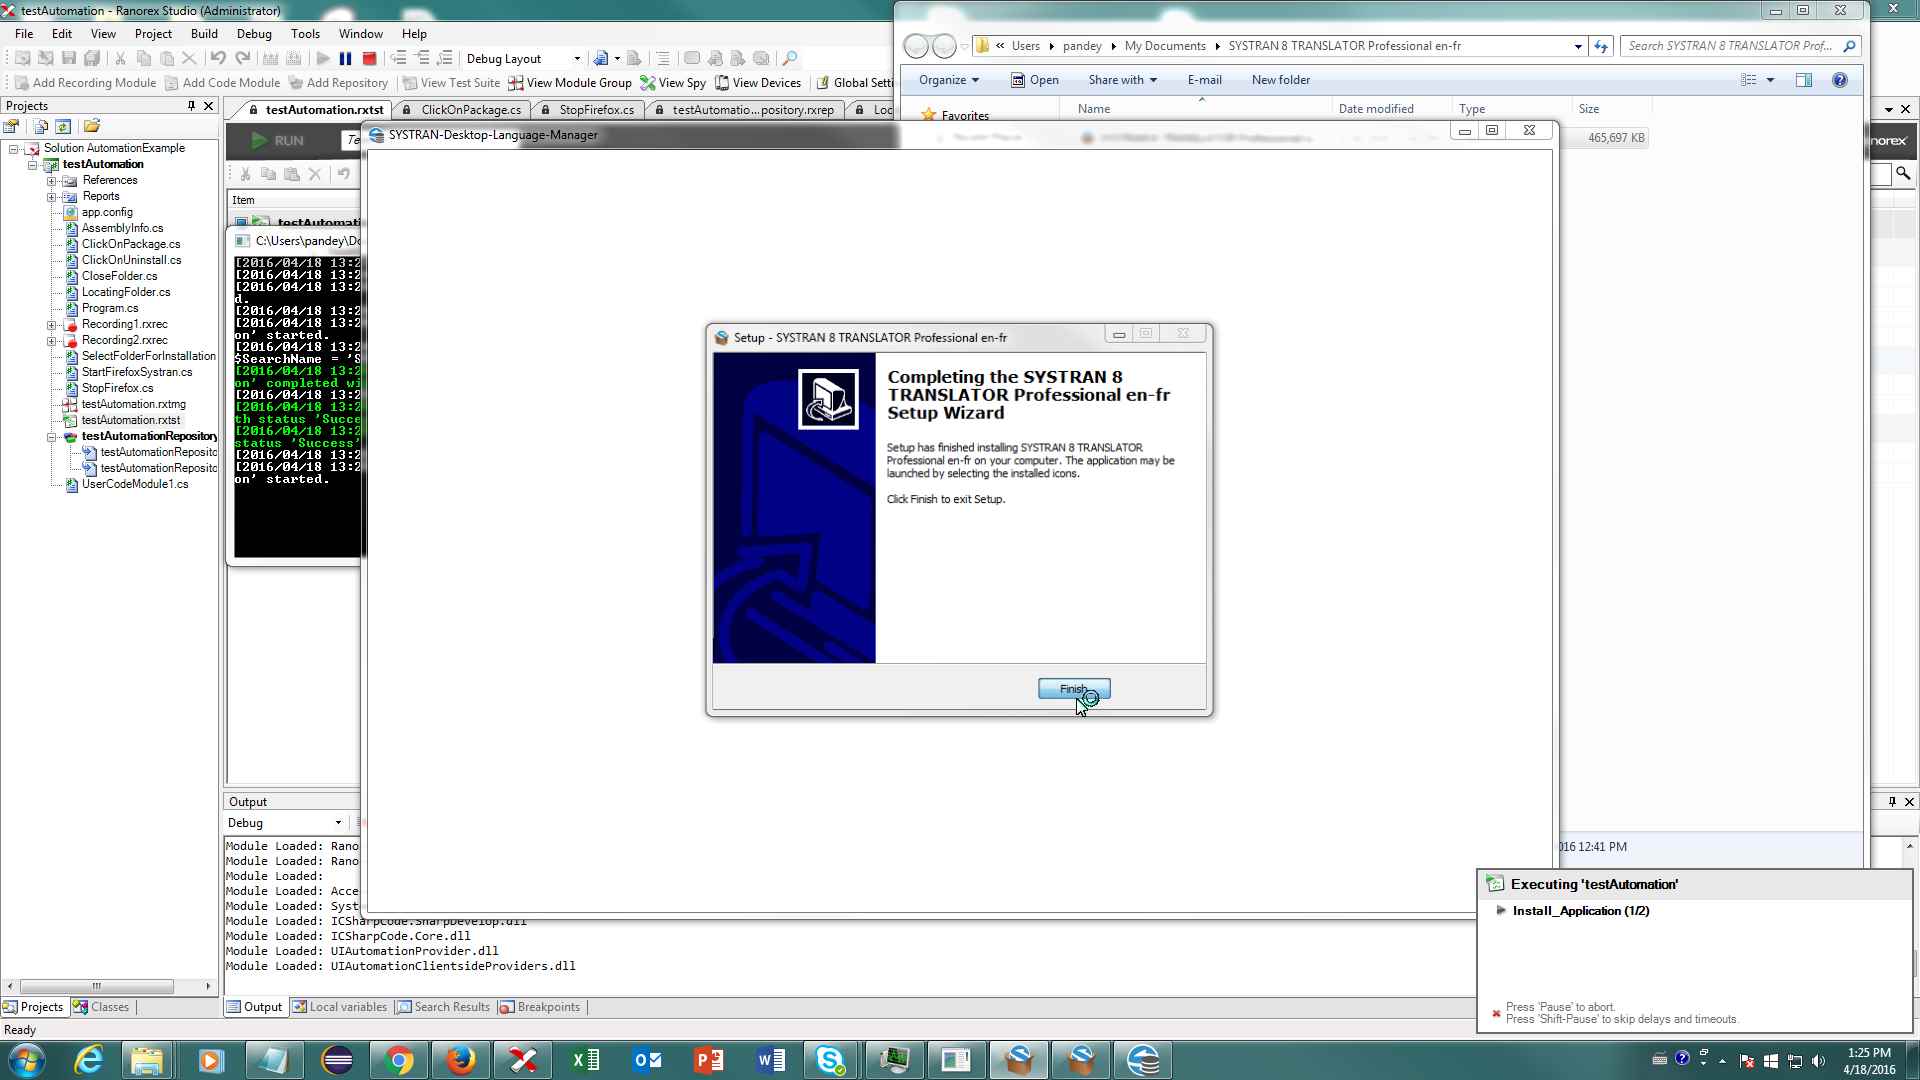 testAutomation - Ranorex Studio (Administrator)
File Edit View Project Build Debug Tools Window Help
Debug Layout
Add Recording Module Add Code Module Add Repository View Test Suite View Module Group View Spy View Devices Global Setti
Projects
testAutomation.rxtst ClickOnPackage.cs StopFirefox.cs testAutomatio...pository.rxrep Loc
RUN Te
Solution AutomationExample
testAutomation
References
Reports
app.config
AssemblyInfo.cs
ClickOnPackage.cs
ClickOnUninstall.cs
CloseFolder.cs
LocatingFolder.cs
Program.cs
Recording1.rxrec
Recording2.rxrec
SelectFolderForInstallation
StartFirefoxSystran.cs
StopFirefox.cs
testAutomation.rxtmg
testAutomation.rxtst
testAutomationRepository
testAutomationReposito
testAutomationReposito
UserCodeModule1.cs
Projects Classes
Ready
Item
testAutomati
C:\Users\pandey\Do
[2016/04/18 13:2
[2016/04/18 13:2
[2016/04/18 13:2
d.
[2016/04/18 13:2
[2016/04/18 13:2
on' started.
[2016/04/18 13:2
$SearchName = 'S
[2016/04/18 13:2
on' completed wi
[2016/04/18 13:2
[2016/04/18 13:2
th status 'Succe
[2016/04/18 13:2
status 'Success'
[2016/04/18 13:2
[2016/04/18 13:2
on' started.
Output
Debug
Module Loaded: Rano
Module Loaded: Rano
Module Loaded:
Module Loaded: Acce
Module Loaded: Syst
Module Loaded: ICSharpCode.SharpDevelop.dll
Module Loaded: ICSharpCode.Core.dll
Module Loaded: UIAutomationProvider.dll
Module Loaded: UIAutomationClientsideProviders.dll
Output Local variables Search Results Breakpoints
« Users pandey My Documents SYSTRAN 8 TRANSLATOR Professional en-fr
Search SYSTRAN 8 TRANSLATOR Prof...
Organize Open Share with E-mail New folder
Favorites
Name Date modified Type Size
465,697 KB
norex
016 12:41 PM
SYSTRAN-Desktop-Language-Manager
Setup - SYSTRAN 8 TRANSLATOR Professional en-fr
Completing the SYSTRAN 8
TRANSLATOR Professional en-fr
Setup Wizard
Setup has finished installing SYSTRAN 8 TRANSLATOR
Professional en-fr on your computer. The application may be
launched by selecting the installed icons.
Click Finish to exit Setup.
Finish
Executing 'testAutomation'
Install_Application (1/2)
Press 'Pause' to abort.
Press 'Shift-Pause' to skip delays and timeouts.
1:25 PM
4/18/2016